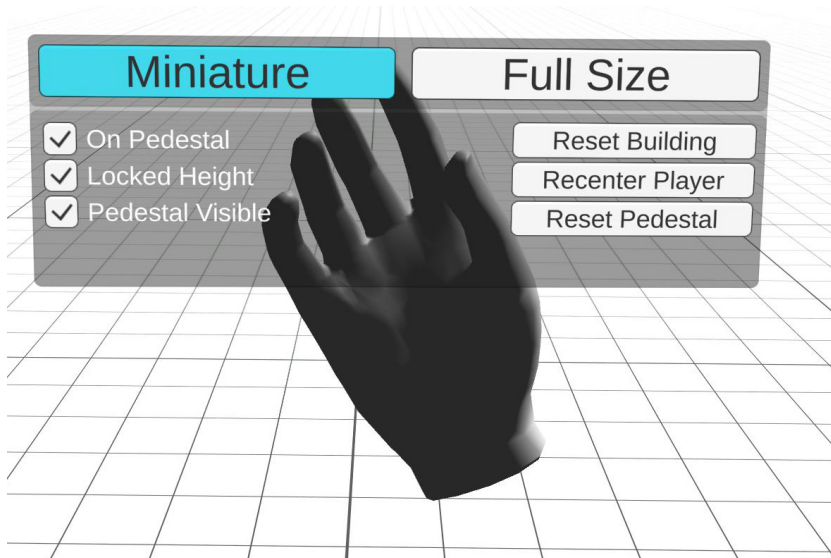 Miniature
Full Size
On Pedestal
Locked Height
Pedestal Visible
Reset Building
Recenter Player
Reset Pedestal